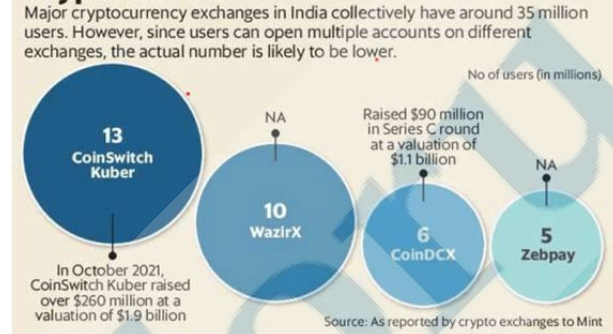 Major cryptocurrency exchanges in India collectively have around 35 million
users. However, since users can open multiple accounts on different
exchanges, the actual number is likely to be lower.
No of users (in millions)
13
CoinSwitch
Kuber
In October 2021,
CoinSwitch Kuber raised
over $260 million at a
valuation of $1.9 billion
NA
10
WazirX
Raised $90 million
in Series C round
at a valuation of
$1.1 billion
6
CoinDCX
NA
5
Zebpay
Source: As reported by crypto exchanges to Mint